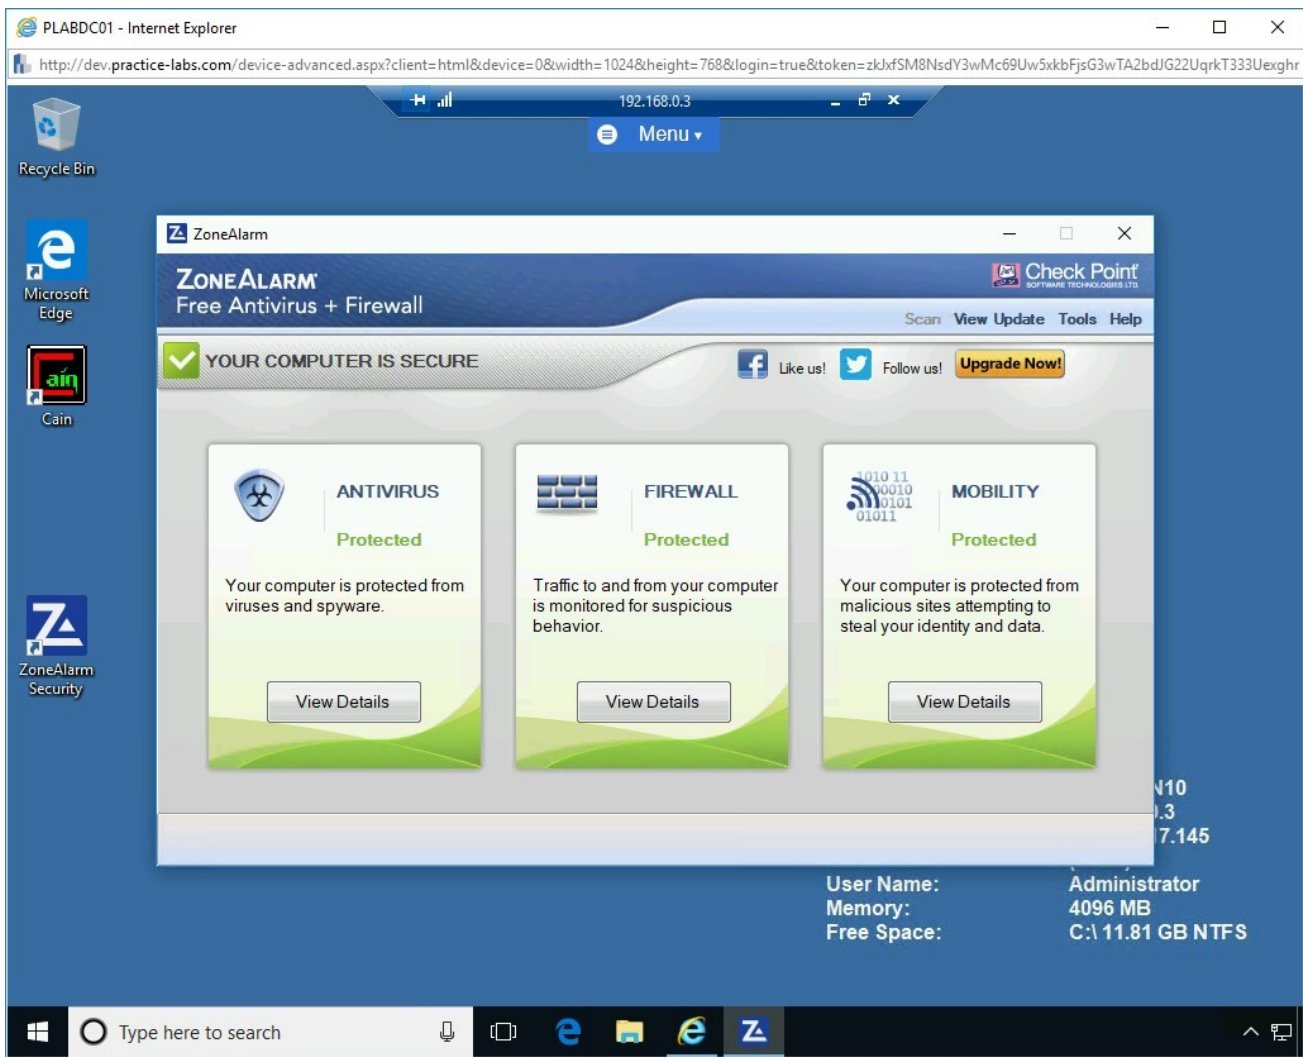 PLABDC01 - Internet Explorer
http://dev.practice-labs.com/device-advanced.aspx?client=html&device=0&width=1024&height=768&login=true&token=zkJxfSM8NsdY3wMc69Uw5xkbFjsG3wTA2bdJG22UqrkT333Uexghr
192.168.0.3
Menu
Recycle Bin
Microsoft
Edge
Cain
ZoneAlarm
Security
ZoneAlarm
ZONEALARM
Free Antivirus + Firewall
Check Point
SOFTWARE TECHNOLOGIES LTD.
Scan View Update Tools Help
YOUR COMPUTER IS SECURE
f Like us! Follow us! Upgrade Now!
ANTIVIRUS
Protected
Your computer is protected from
viruses and spyware.
View Details
FIREWALL
Protected
Traffic to and from your computer
is monitored for suspicious
behavior.
View Details
1010 11
000010
10101
01011
MOBILITY
Protected
Your computer is protected from
malicious sites attempting to
steal your identity and data.
View Details
N10
0.3
17.145
User Name: Administrator
Memory: 4096 MB
Free Space: C:\ 11.81 GB NTFS
Type here to search